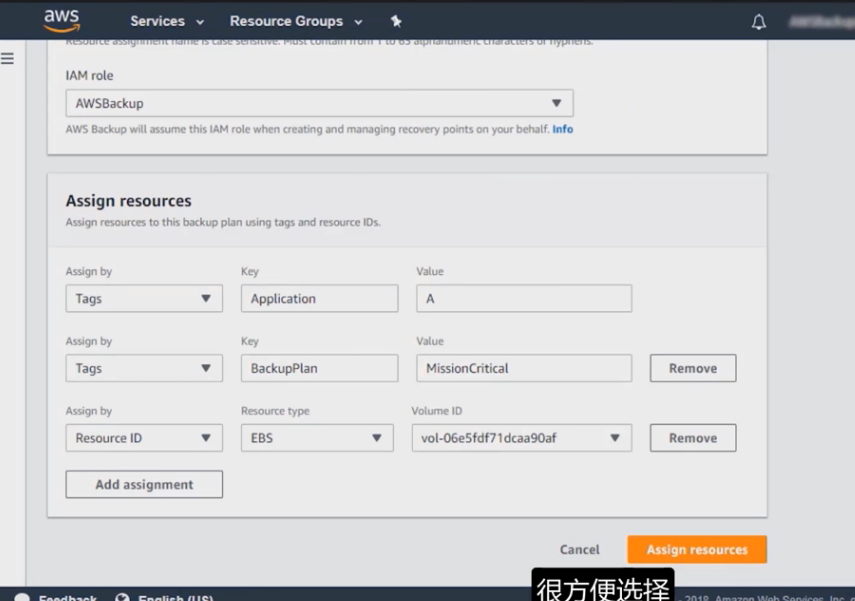 aws Services Resource Groups
Resource assignment name is case sensitive. Must contain from 1 to 63 alphanumeric characters or hyphens.
IAM role
AWSBackup
AWS Backup will assume this IAM role when creating and managing recovery points on your behalf. Info
Assign resources
Assign resources to this backup plan using tags and resource IDs.
Assign by Key Value
Tags Application A
Assign by Key Value
Tags BackupPlan MissionCritical Remove
Assign by Resource type Volume ID
Resource ID EBS vol-06e5fdf71dcaa90af Remove
Add assignment
Cancel Assign resources
很方便选择
Feedback English (US) 2018, Amazon Web Services, Inc.